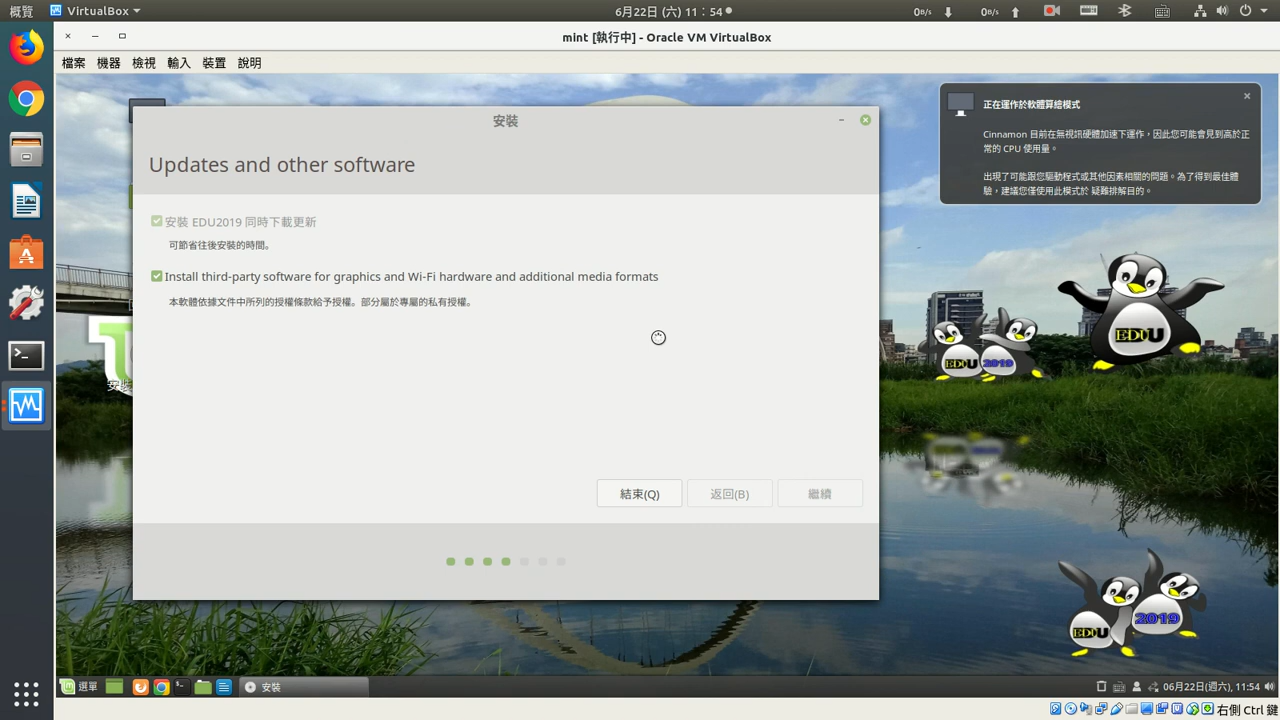 概覽 VirtualBox 6月22日 (六) 11：54 0B/s 0B/s
mint [執行中] - Oracle VM VirtualBox
檔案 機器 檢視 輸入 裝置 說明
正在運作於軟體算繪模式
Cinnamon 目前在無視訊硬體加速下運作，因此您可能會見到高於正
常的 CPU 使用量。
出現了可能跟您驅動程式或其他因素相關的問題。為了得到最佳體
驗，建議您僅使用此模式於 疑難排解目的。
安裝
Updates and other software
安裝 EDU2019 同時下載更新
可節省往後安裝的時間。
Install third-party software for graphics and Wi-Fi hardware and additional media formats
本軟體依據文件中所列的授權條款給予授權。部分屬於專屬的私有授權。
安裝
結束(Q) 返回(B) 繼續
EDUU
EDUU 2019
EDUU 2019
選單 安裝 06月22日(週六), 11:54
右側 Ctrl 鍵